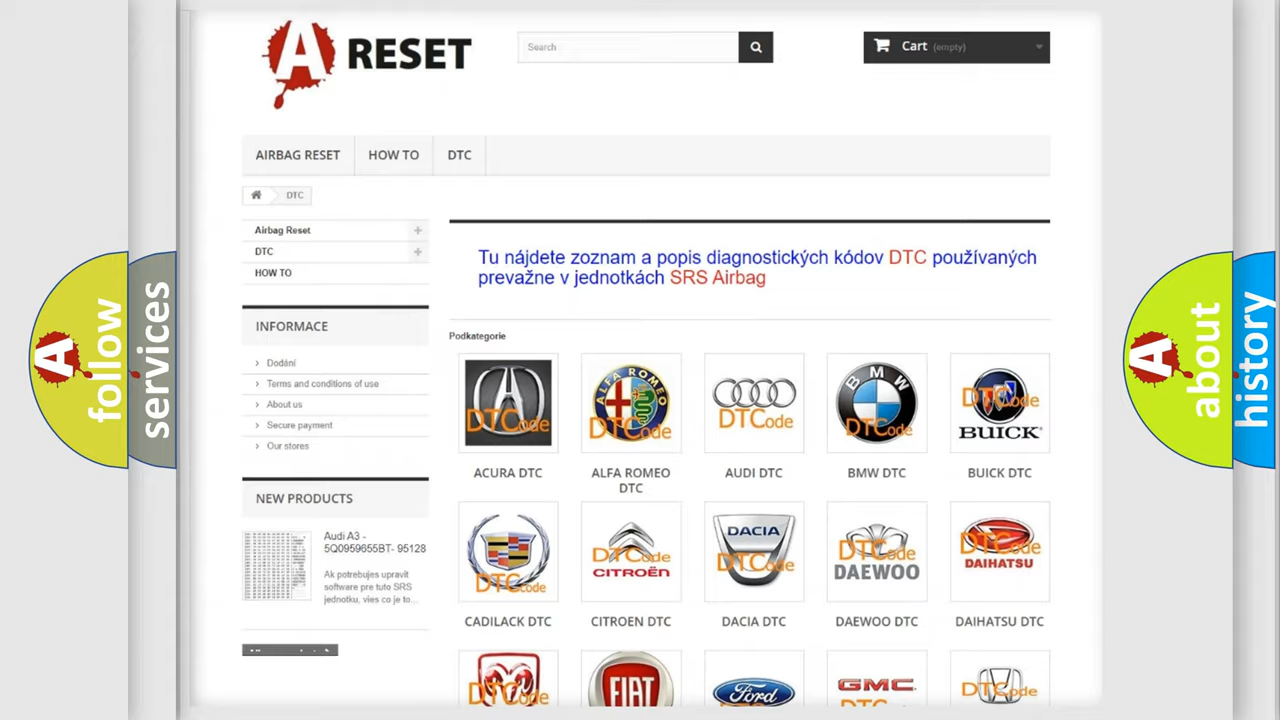 A RESET
Search
Cart (empty)
AIRBAG RESET
HOW TO
DTC
DTC
Airbag Reset
DTC
HOW TO
INFORMACE
Dodání
Terms and conditions of use
About us
Secure payment
Our stores
NEW PRODUCTS
Audi A3 -
5Q0959655BT- 95128
Ak potrebujes upravit
software pre tuto SRS
jednotku, vies co je to...
Tu nájdete zoznam a popis diagnostických kódov DTC používaných
prevažne v jednotkách SRS Airbag
Podkategorie
DTCode
ALFA ROMEO
DTCode
DTCode
BMW
DTCode
DTCode
BUICK
ACURA DTC
ALFA ROMEO
DTC
AUDI DTC
BMW DTC
BUICK DTC
DTCode
DTCode
CITROËN
DACIA
DTCode
DTCode
DAEWOO
DTCode
DAIHATSU
CADILACK DTC
CITROEN DTC
DACIA DTC
DAEWOO DTC
DAIHATSU DTC
DTCode
FIAT
Ford
GMC
DTCode
A follow
services
A about
history